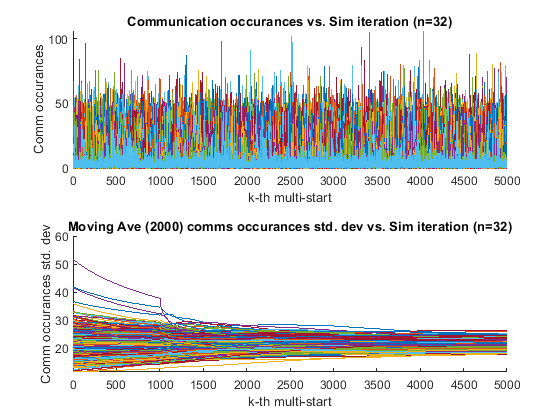 Communication occurances vs. Sim iteration (n=32)
Comm occurances
100
50
0
0 500 1000 1500 2000 2500 3000 3500 4000 4500 5000
k-th multi-start
Moving Ave (2000) comms occurances std. dev vs. Sim iteration (n=32)
Comm occurances std. dev
60
50
40
30
20
0 500 1000 1500 2000 2500 3000 3500 4000 4500 5000
k-th multi-start